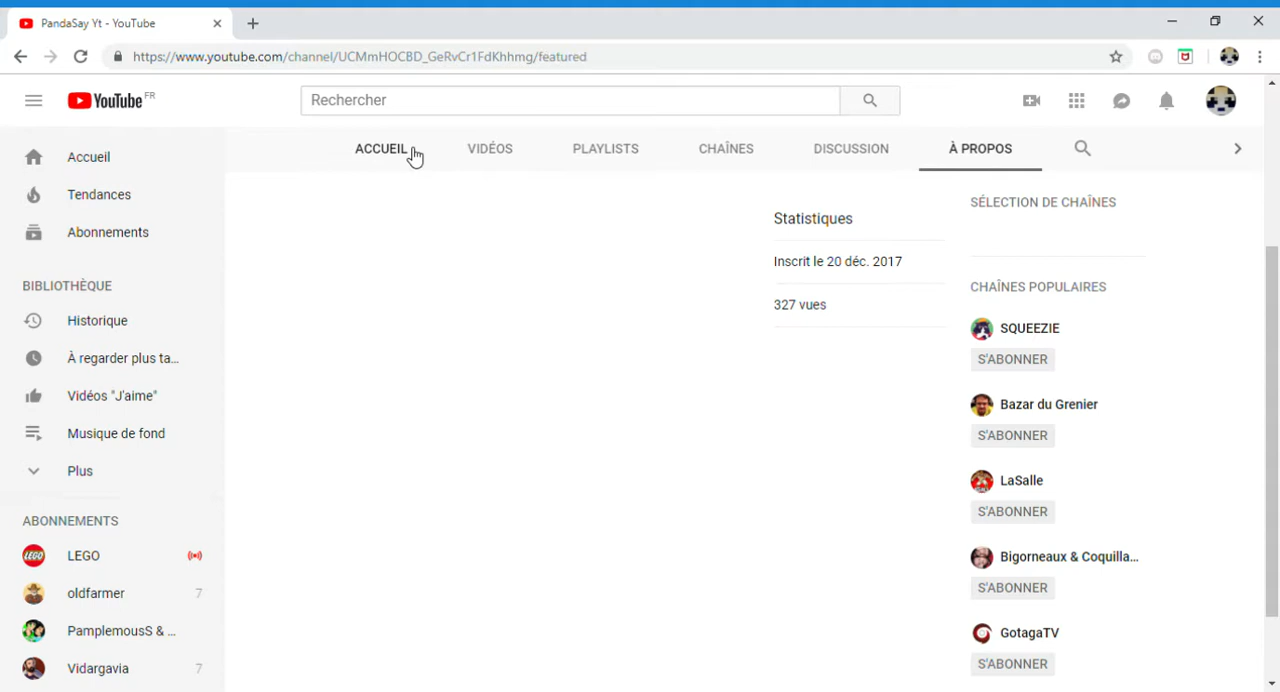 PandaSay Yt - YouTube
https://www.youtube.com/channel/UCMmHOCBD_GeRvCr1FdKhhmg/featured
YouTube FR
Rechercher
ACCUEIL VIDÉOS PLAYLISTS CHAÎNES DISCUSSION À PROPOS
Accueil
Tendances
Abonnements
BIBLIOTHÈQUE
Historique
À regarder plus ta...
Vidéos "J'aime"
Musique de fond
Plus
ABONNEMENTS
LEGO
oldfarmer 7
PamplemousS & ...
Vidargavia 7
Statistiques
Inscrit le 20 déc. 2017
327 vues
SÉLECTION DE CHAÎNES
CHAÎNES POPULAIRES
SQUEEZIE
S'ABONNER
Bazar du Grenier
S'ABONNER
LaSalle
S'ABONNER
Bigorneaux & Coquilla...
S'ABONNER
GotagaTV
S'ABONNER